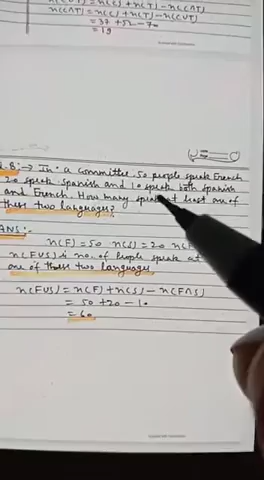 n(CUT) = n(C) + n(T) - n(C∩T)
n(C∩T) = n(C) + n(T) - n(CUT)
= 37 + 52 - 70
= 19
Q.8:→ In a committee, 50 people speak French
20 speak Spanish and 10 speak both Spanish
and French. How many speak at least one of
these two languages?
ANS:→
n(F) = 50 n(S) = 20 n(F
n(FUS) is no. of people speak at
one of these two languages
n(FUS) = n(F) + n(S) - n(F∩S)
= 50 + 20 - 10
= 60